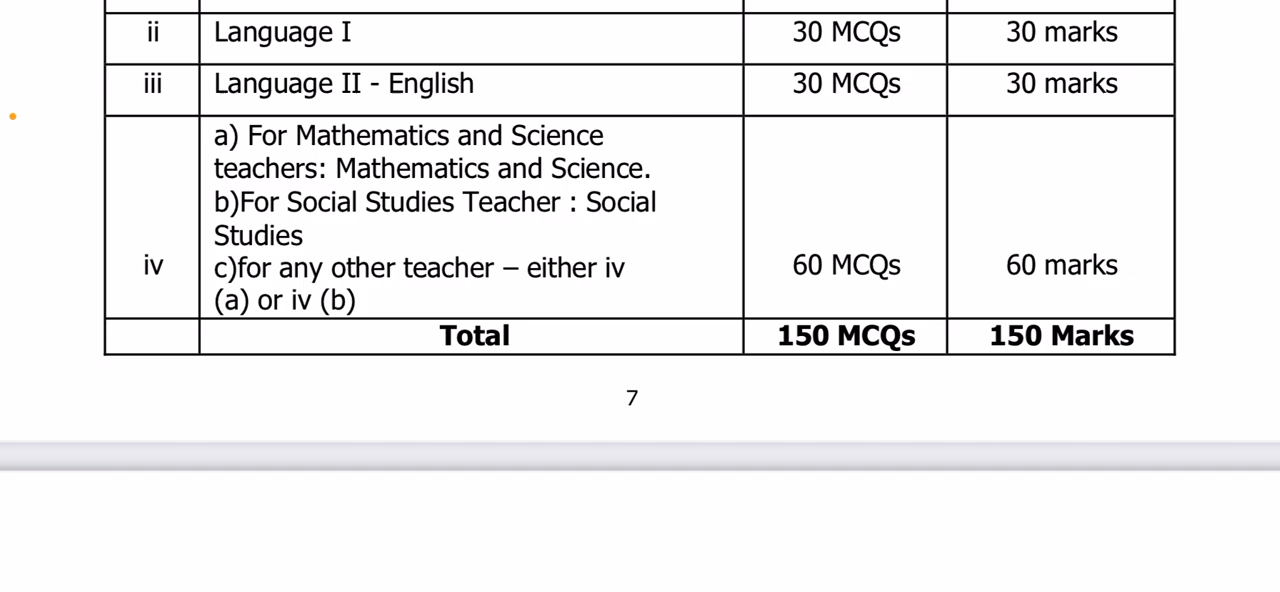 ii Language I 30 MCQs 30 marks
iii Language II - English 30 MCQs 30 marks
a) For Mathematics and Science
teachers: Mathematics and Science.
b)For Social Studies Teacher : Social
Studies
iv c)for any other teacher – either iv 60 MCQs 60 marks
(a) or iv (b)
Total 150 MCQs 150 Marks
7